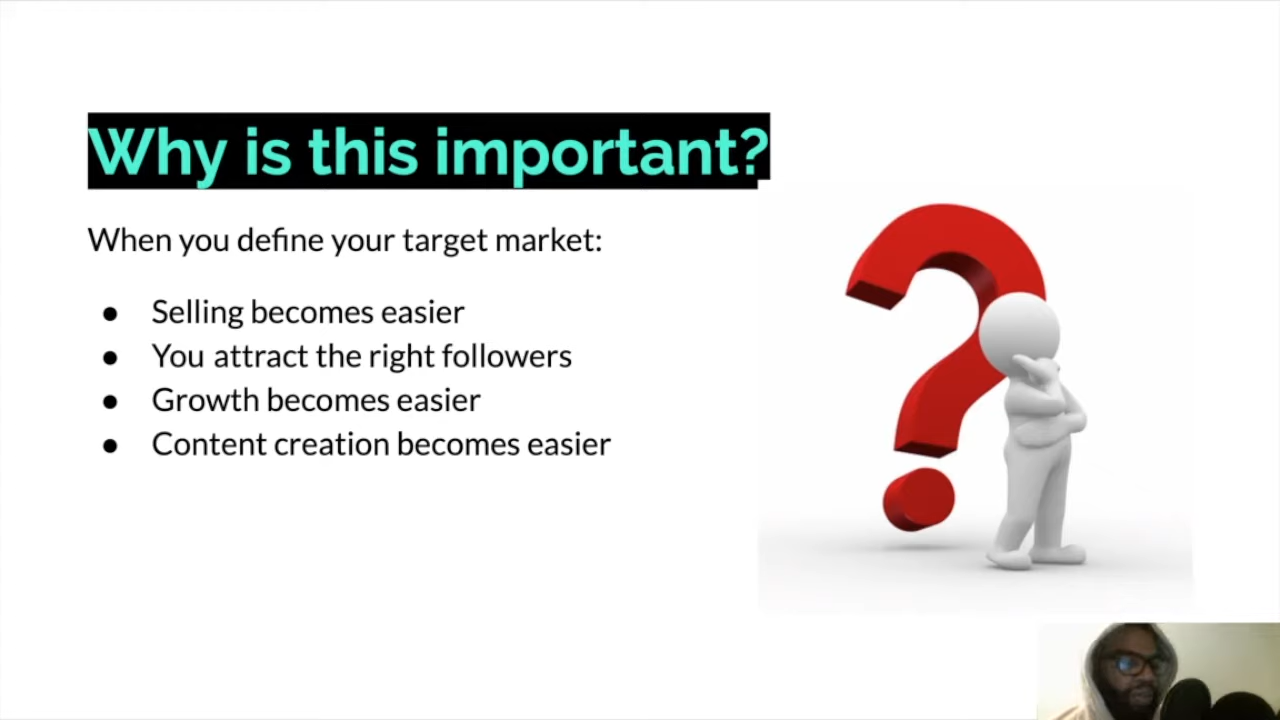 Why is this important?
When you define your target market:
● Selling becomes easier
● You attract the right followers
● Growth becomes easier
● Content creation becomes easier